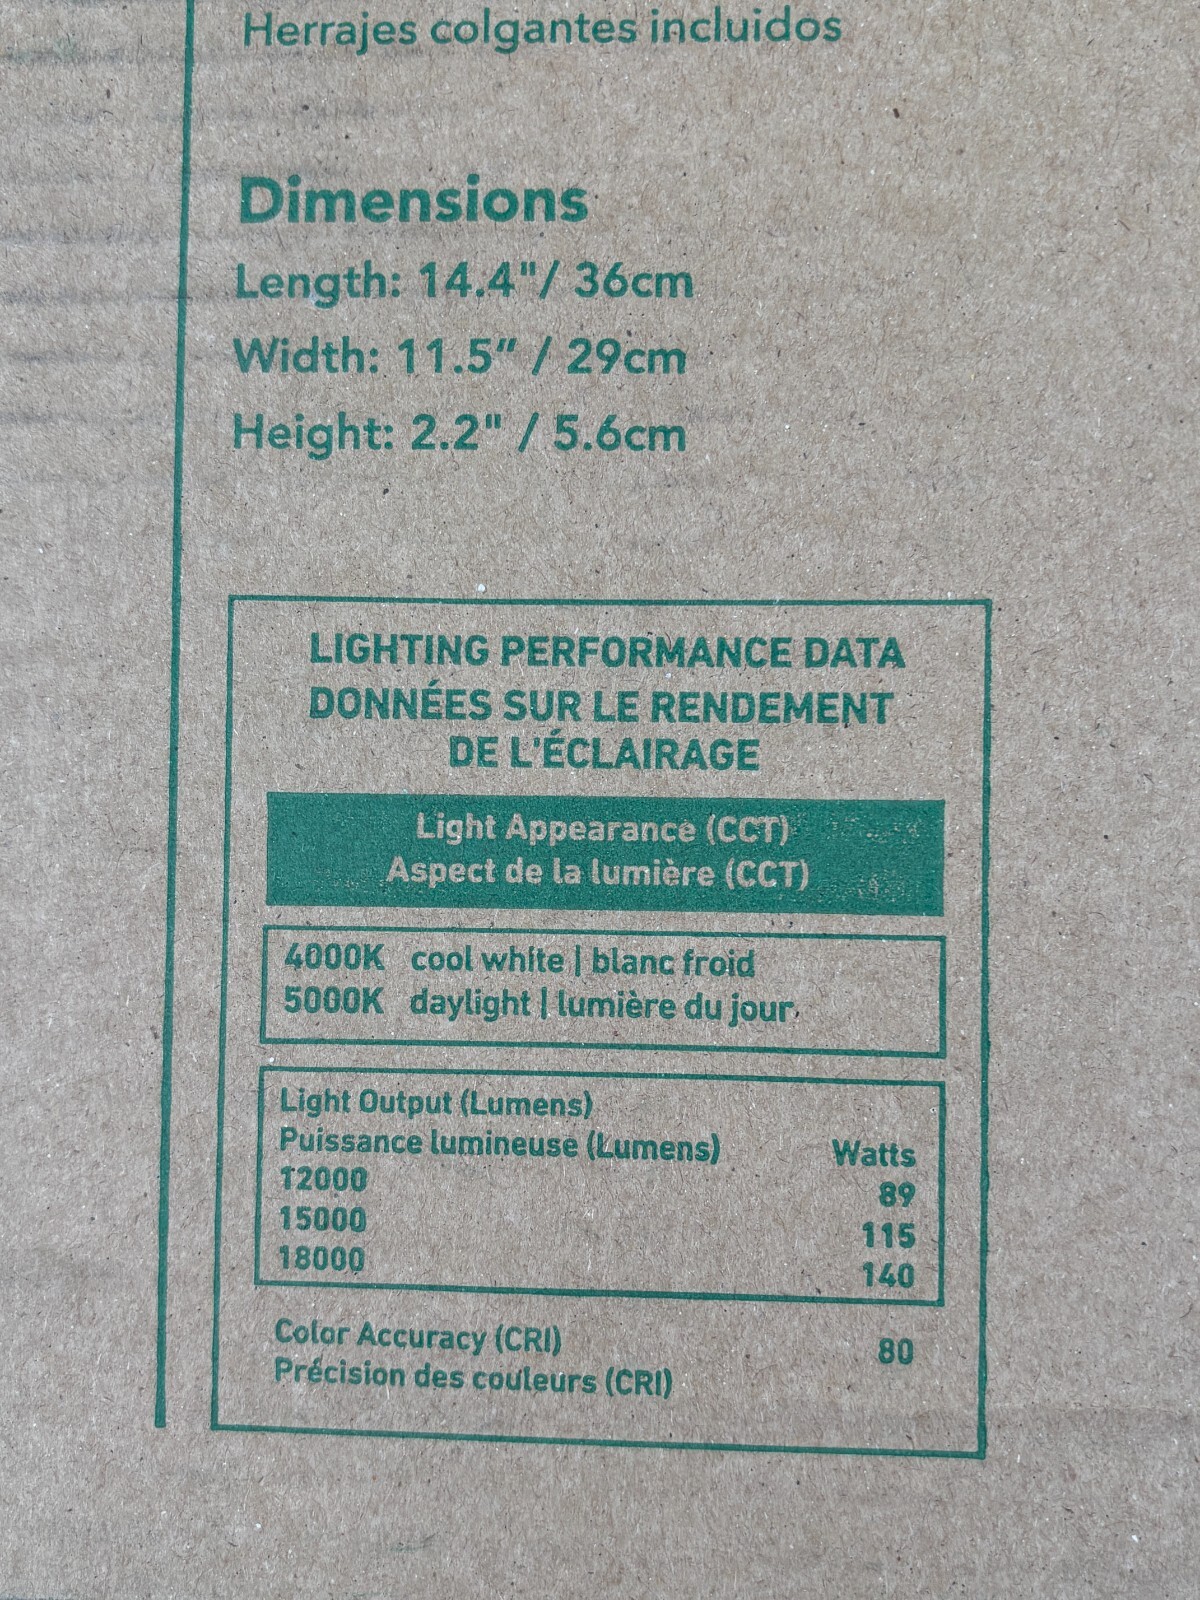 Herrajes colgantes incluidos
Dimensions
Length: 14.4"/ 36cm
Width: 11.5” / 29cm
Height: 2.2" / 5.6cm
LIGHTING PERFORMANCE DATA
DONNÉES SUR LE RENDEMENT
DE L'ÉCLAIRAGE
Light Appearance (CCT)
Aspect de la lumière (CCT)
4000K cool white | blanc froid
5000K daylight | lumière du jour
Light Output (Lumens)
Puissance lumineuse (Lumens) Watts
12000 89
15000 115
18000 140
Color Accuracy (CRI) 80
Précision des couleurs (CRI)